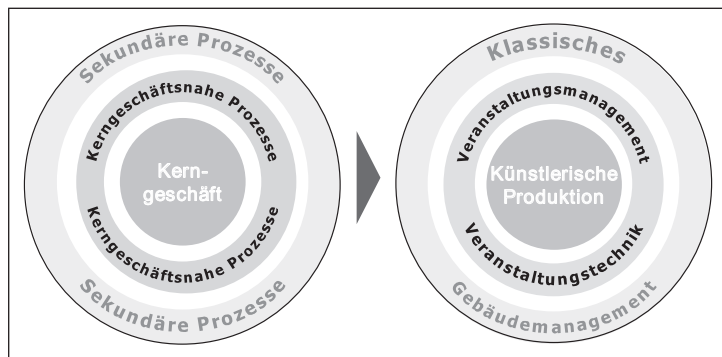 Sekundäre Prozesse
Kerngeschäftsnahe Prozesse
Kern-
geschäft
Kerngeschäftsnahe Prozesse
Sekundäre Prozesse
Klassisches
Veranstaltungsmanagement
Künstlerische
Produktion
Veranstaltungstechnik
Gebäudemanagement